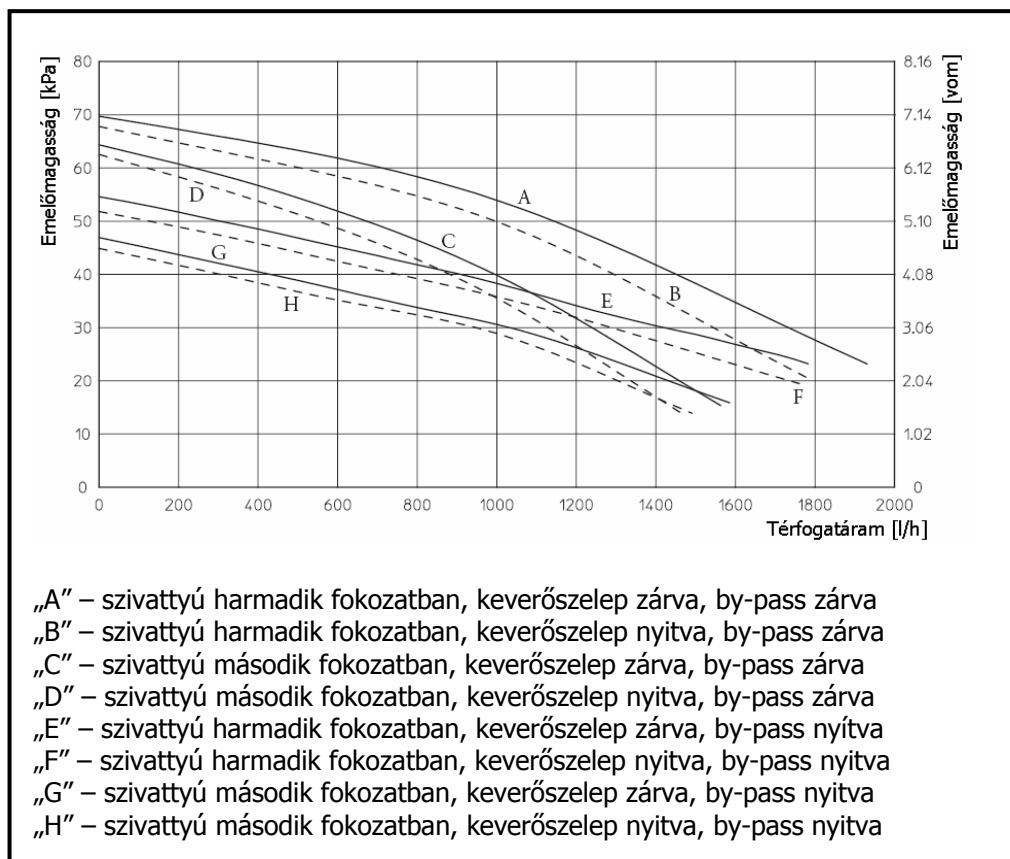 Emelőmagasság [kPa]
Emelőmagasság [vom]
80
70
60
50
40
30
20
10
0
8.16
7.14
6.12
5.10
4.08
3.06
2.04
1.02
0
A
B
C
D
E
F
G
H
0 200 400 600 800 1000 1200 1400 1600 1800 2000
Térfogatáram [l/h]
„A” – szivattyú harmadik fokozatban, keverőszelep zárva, by-pass zárva
„B” – szivattyú harmadik fokozatban, keverőszelep nyitva, by-pass zárva
„C” – szivattyú második fokozatban, keverőszelep zárva, by-pass zárva
„D” – szivattyú második fokozatban, keverőszelep nyitva, by-pass zárva
„E” – szivattyú harmadik fokozatban, keverőszelep zárva, by-pass nyítva
„F” – szivattyú harmadik fokozatban, keverőszelep nyitva, by-pass nyitva
„G” – szivattyú második fokozatban, keverőszelep zárva, by-pass nyitva
„H” – szivattyú második fokozatban, keverőszelep nyitva, by-pass nyitva